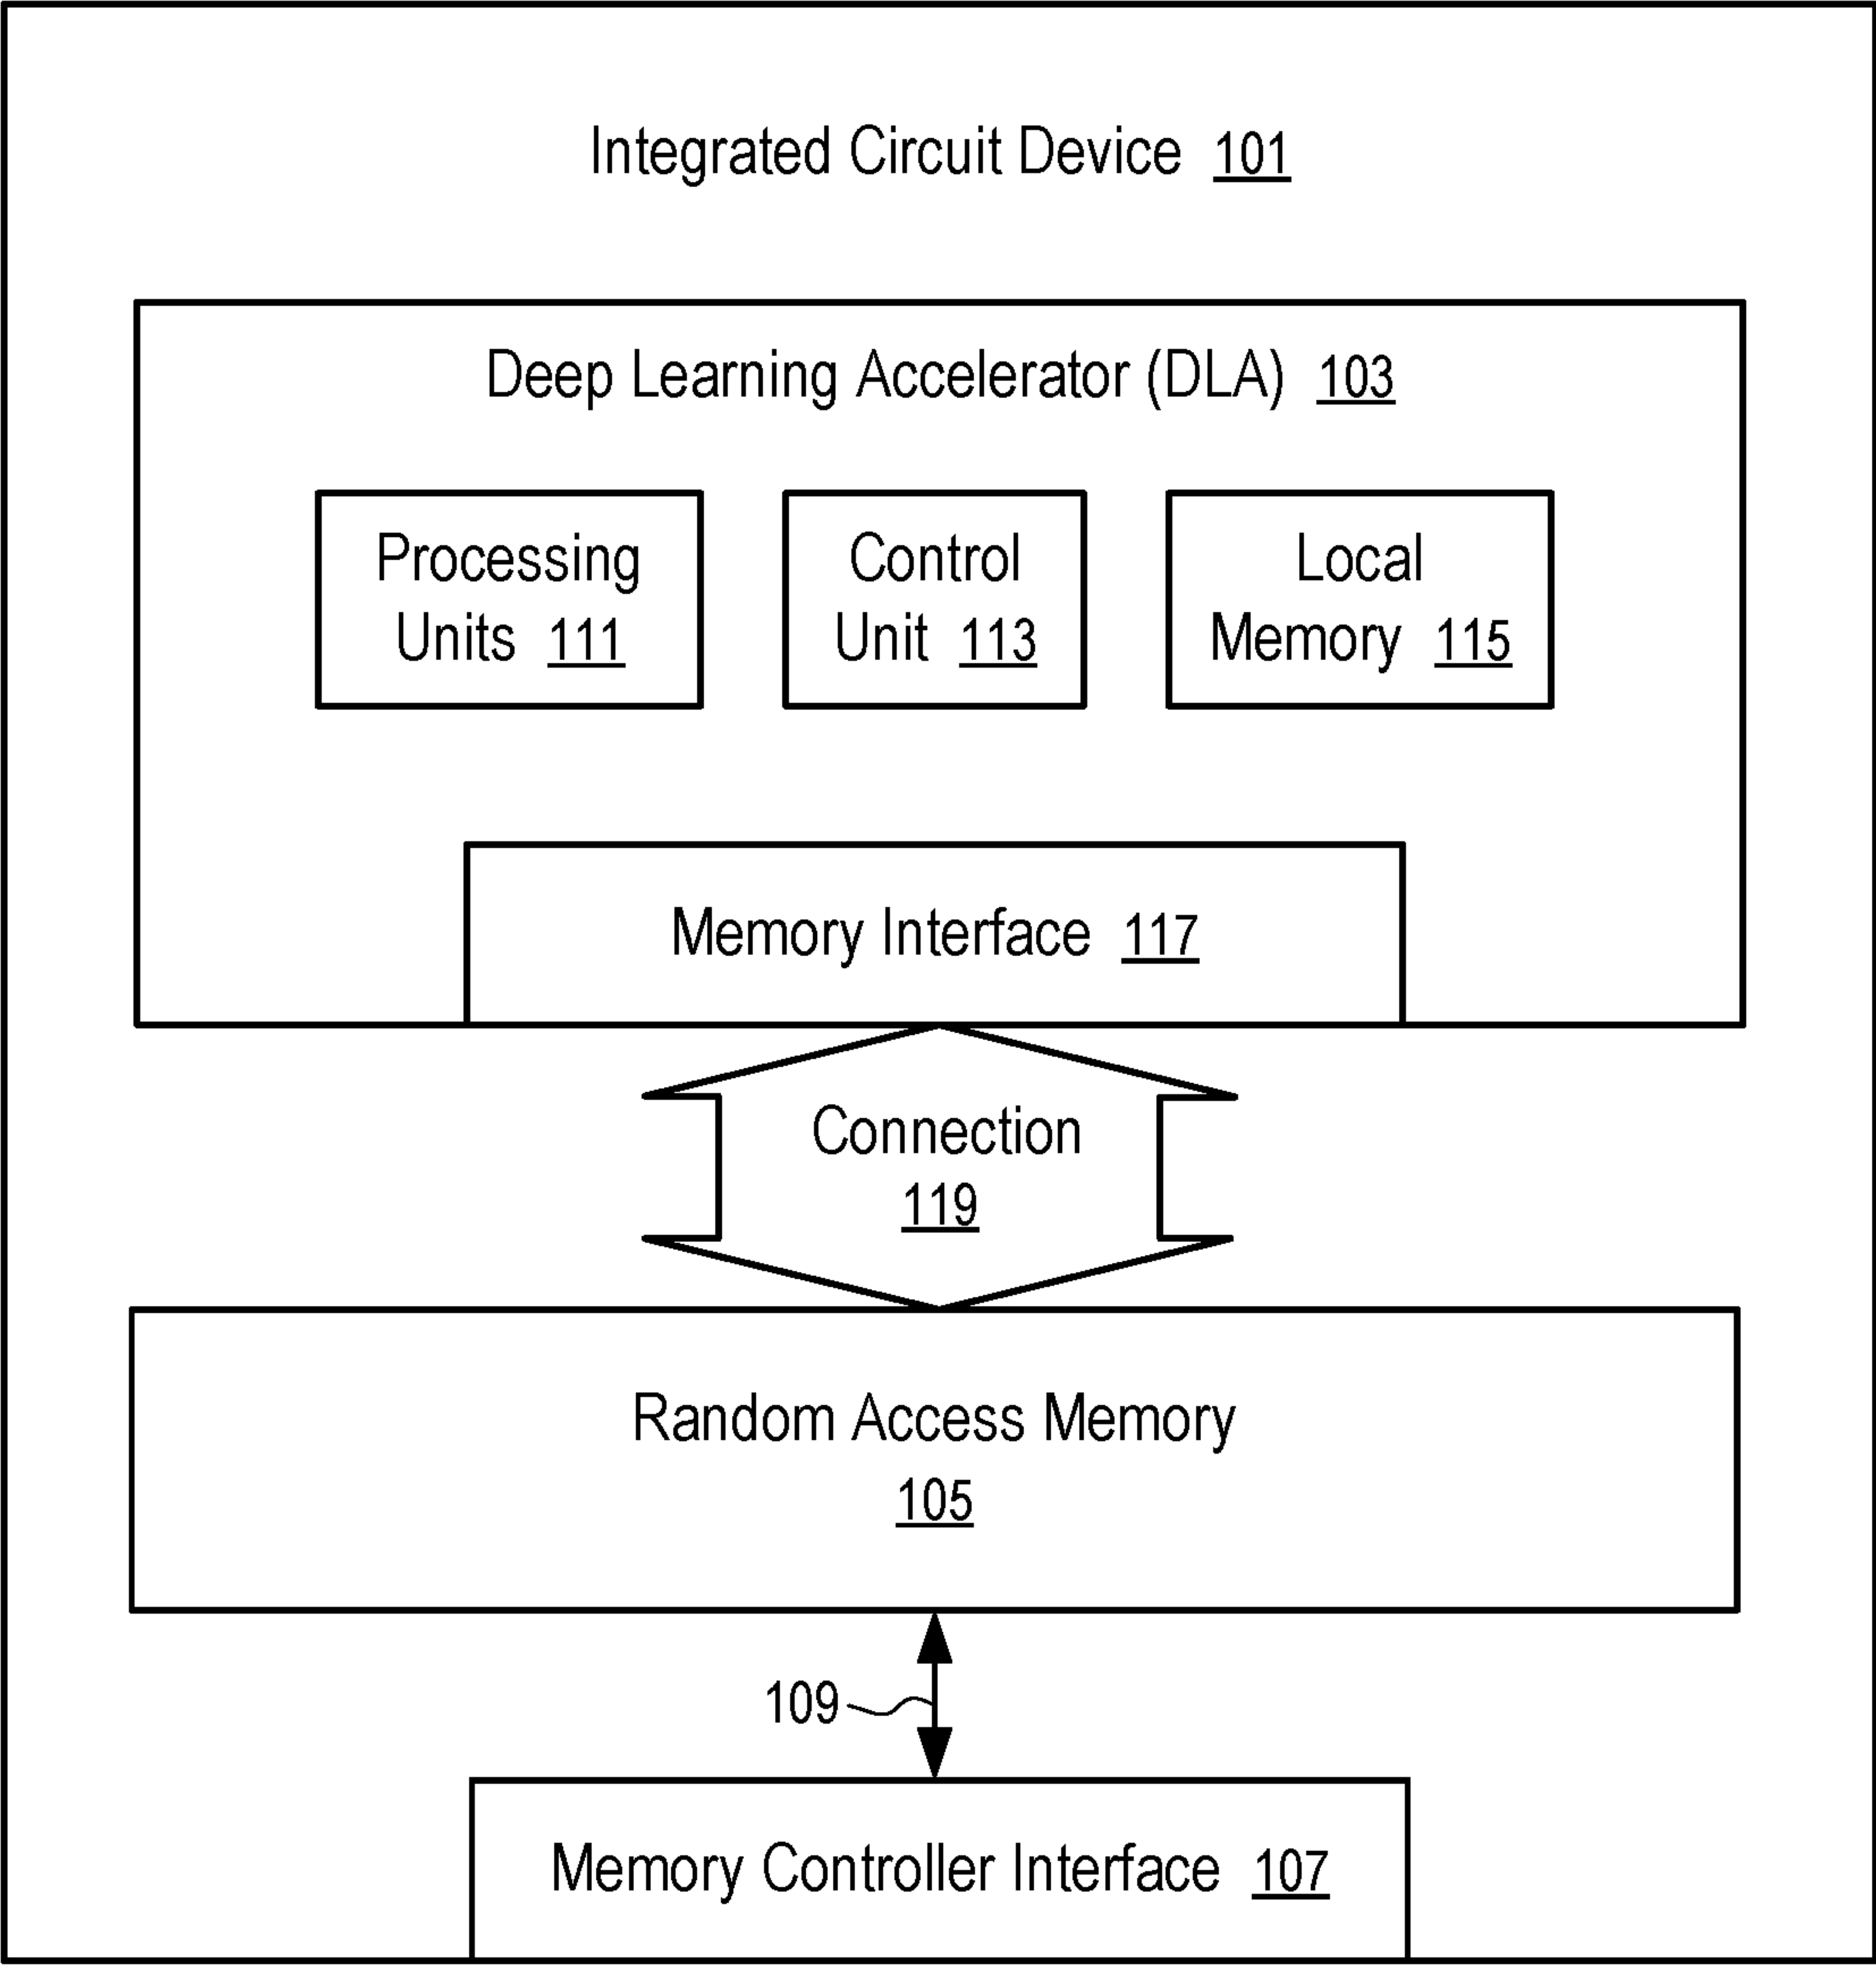 Integrated Circuit Device 101
Deep Learning Accelerator (DLA) 103
Processing
Units 111
Control
Unit 113
Local
Memory 115
Memory Interface 117
Connection
119
Random Access Memory
105
109
Memory Controller Interface 107